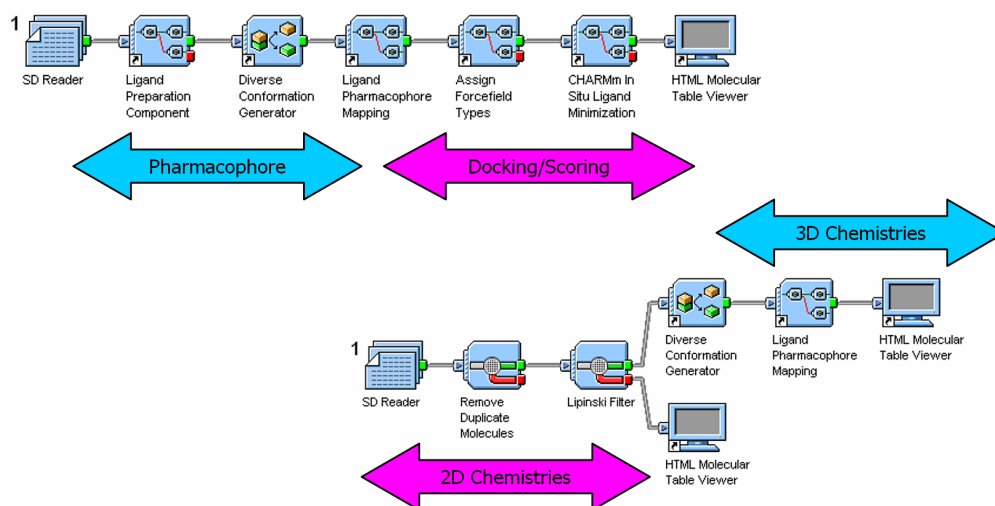 1
SD Reader
Ligand
Preparation
Component
Diverse
Conformation
Generator
Ligand
Pharmacophore
Mapping
Assign
Forcefield
Types
CHARMm In
Situ Ligand
Minimization
HTML Molecular
Table Viewer
Pharmacophore
Docking/Scoring
3D Chemistries
1
SD Reader
Remove
Duplicate
Molecules
Lipinski Filter
Diverse
Conformation
Generator
Ligand
Pharmacophore
Mapping
HTML Molecular
Table Viewer
HTML Molecular
Table Viewer
2D Chemistries